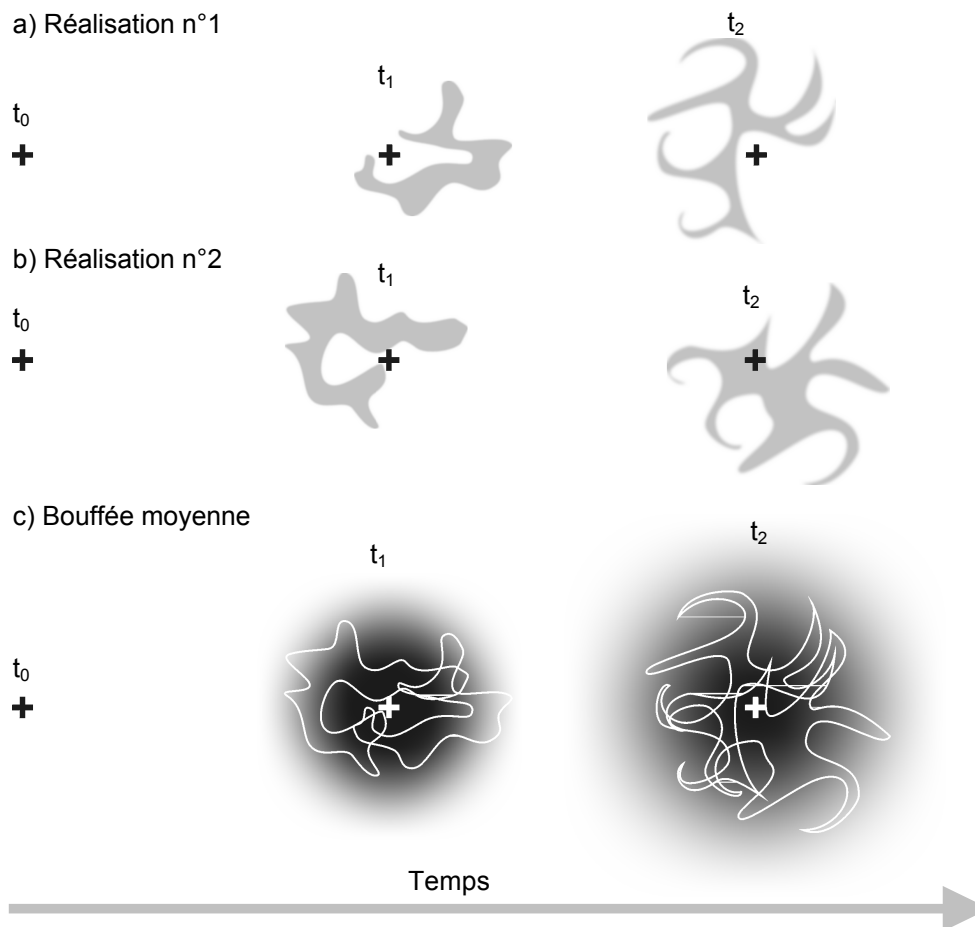 a) Réalisation n°1
t₀
t₁
t₂
b) Réalisation n°2
t₀
t₁
t₂
c) Bouffée moyenne
t₀
t₁
t₂
Temps